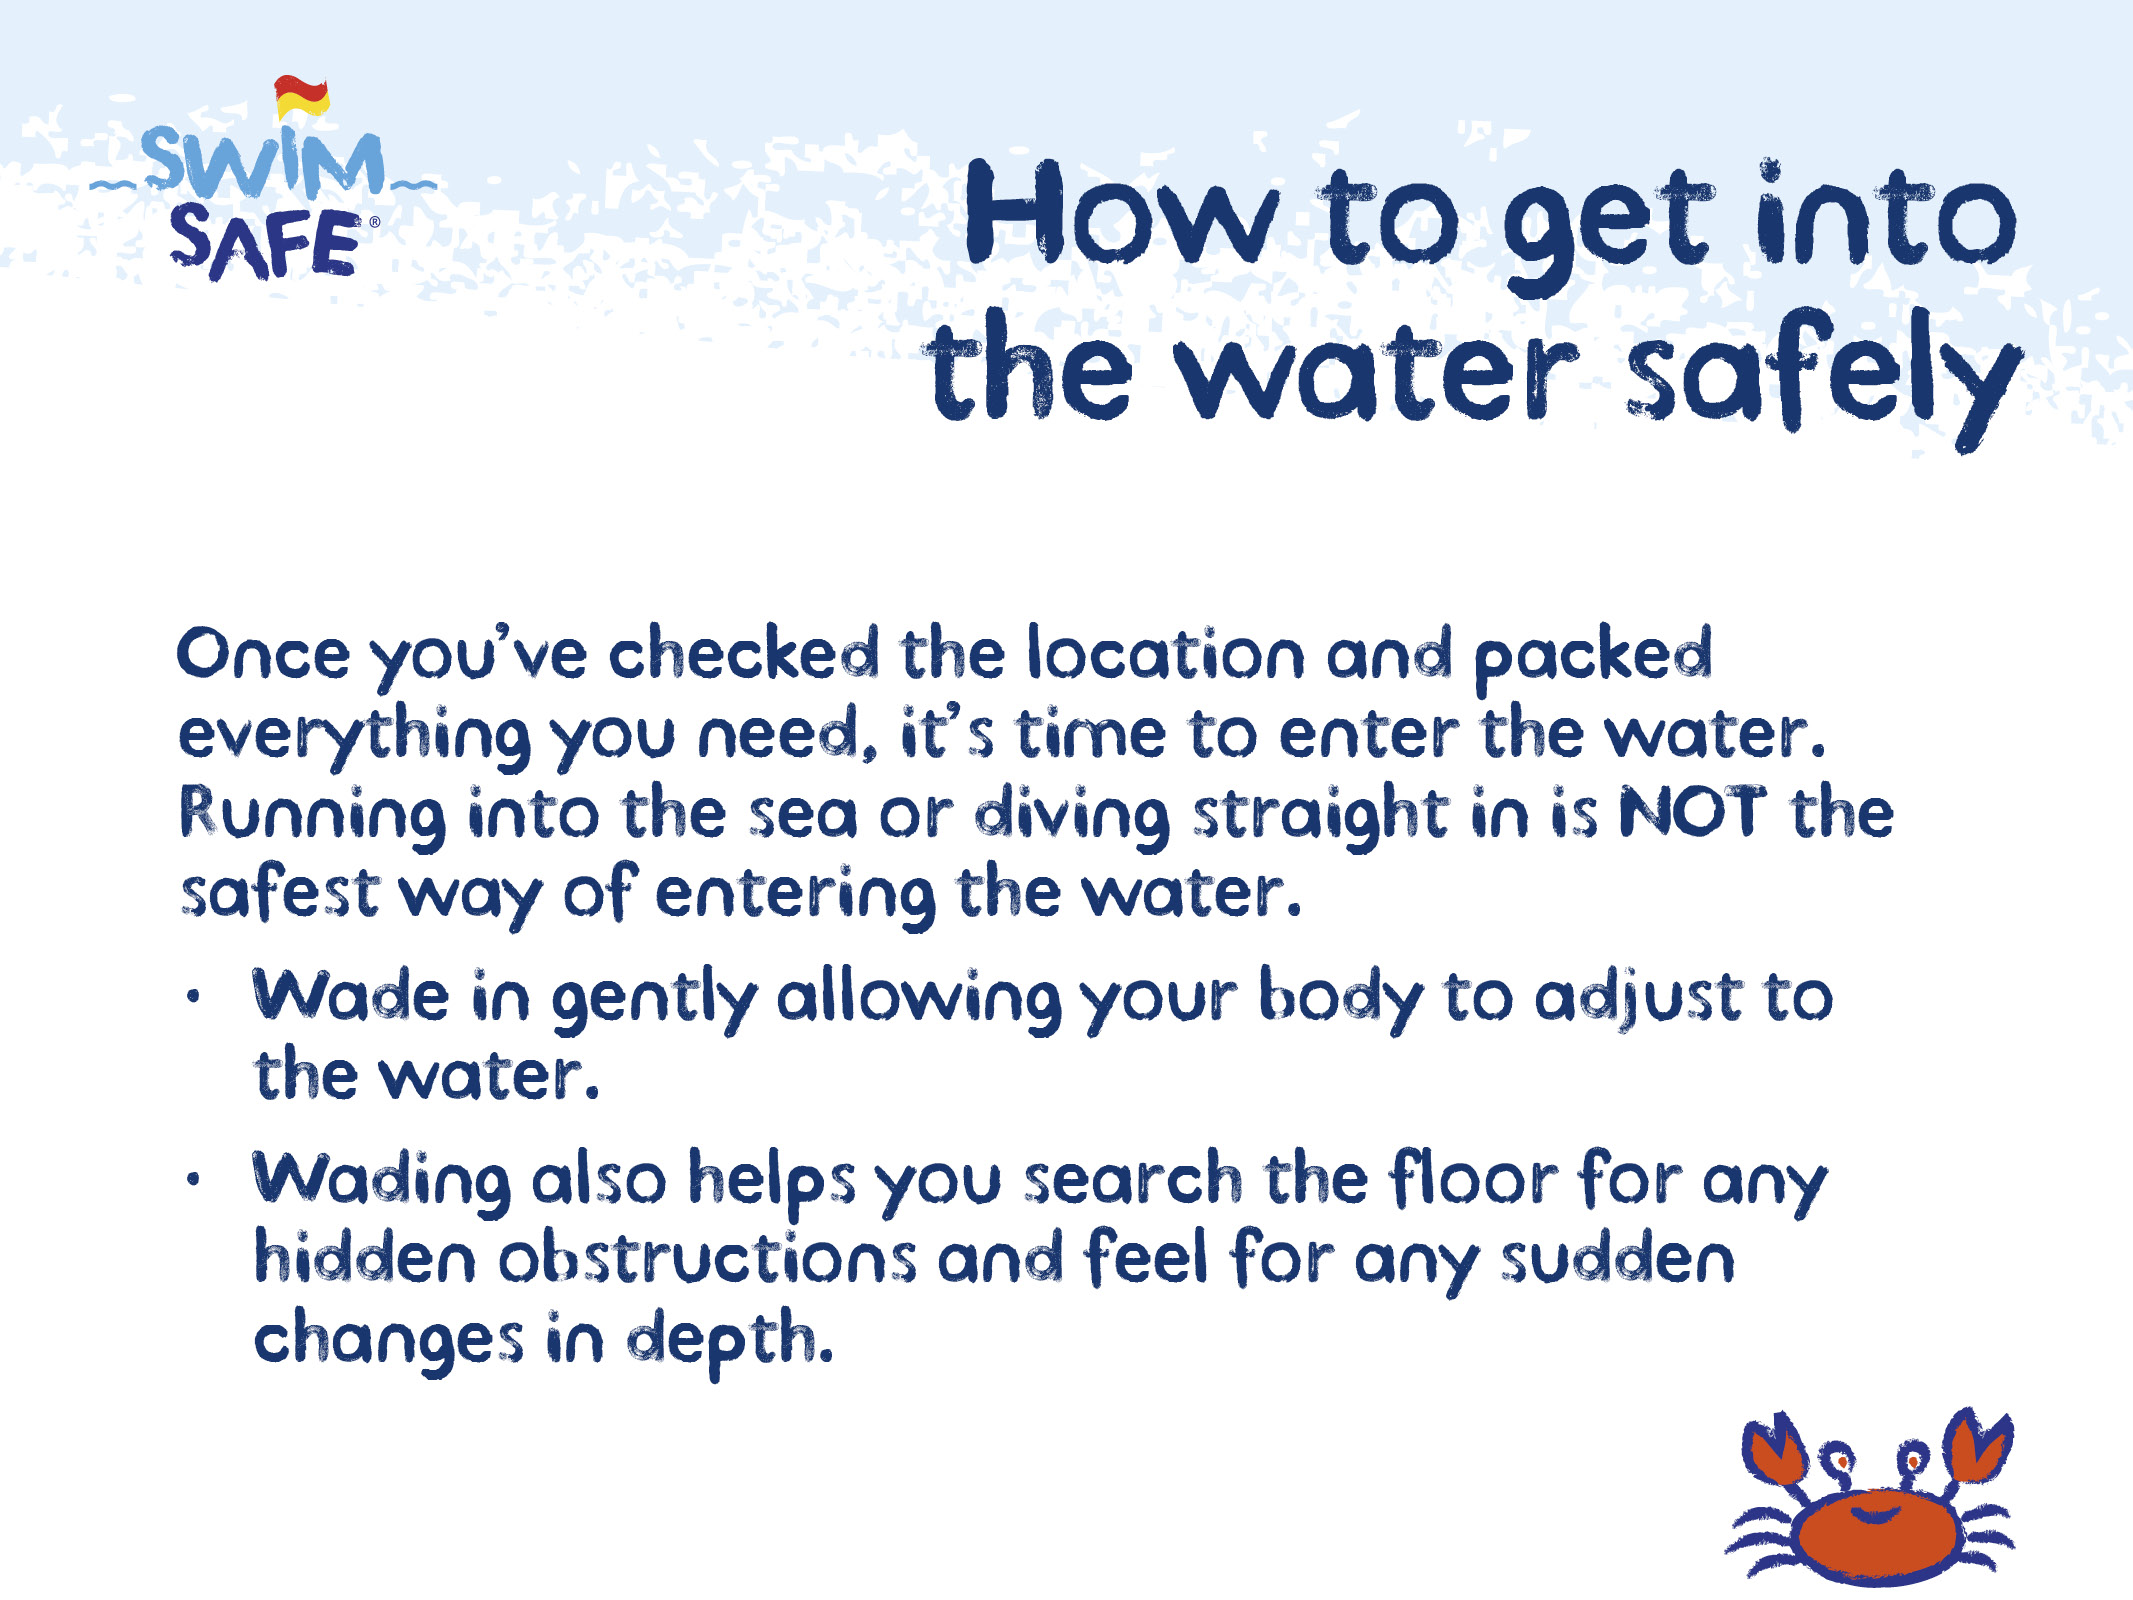 SWIM
SAFE®
How to get into
the water safely
Once you’ve checked the location and packed
everything you need, it’s time to enter the water.
Running into the sea or diving straight in is NOT the
safest way of entering the water.
• Wade in gently allowing your body to adjust to
the water.
• Wading also helps you search the floor for any
hidden obstructions and feel for any sudden
changes in depth.